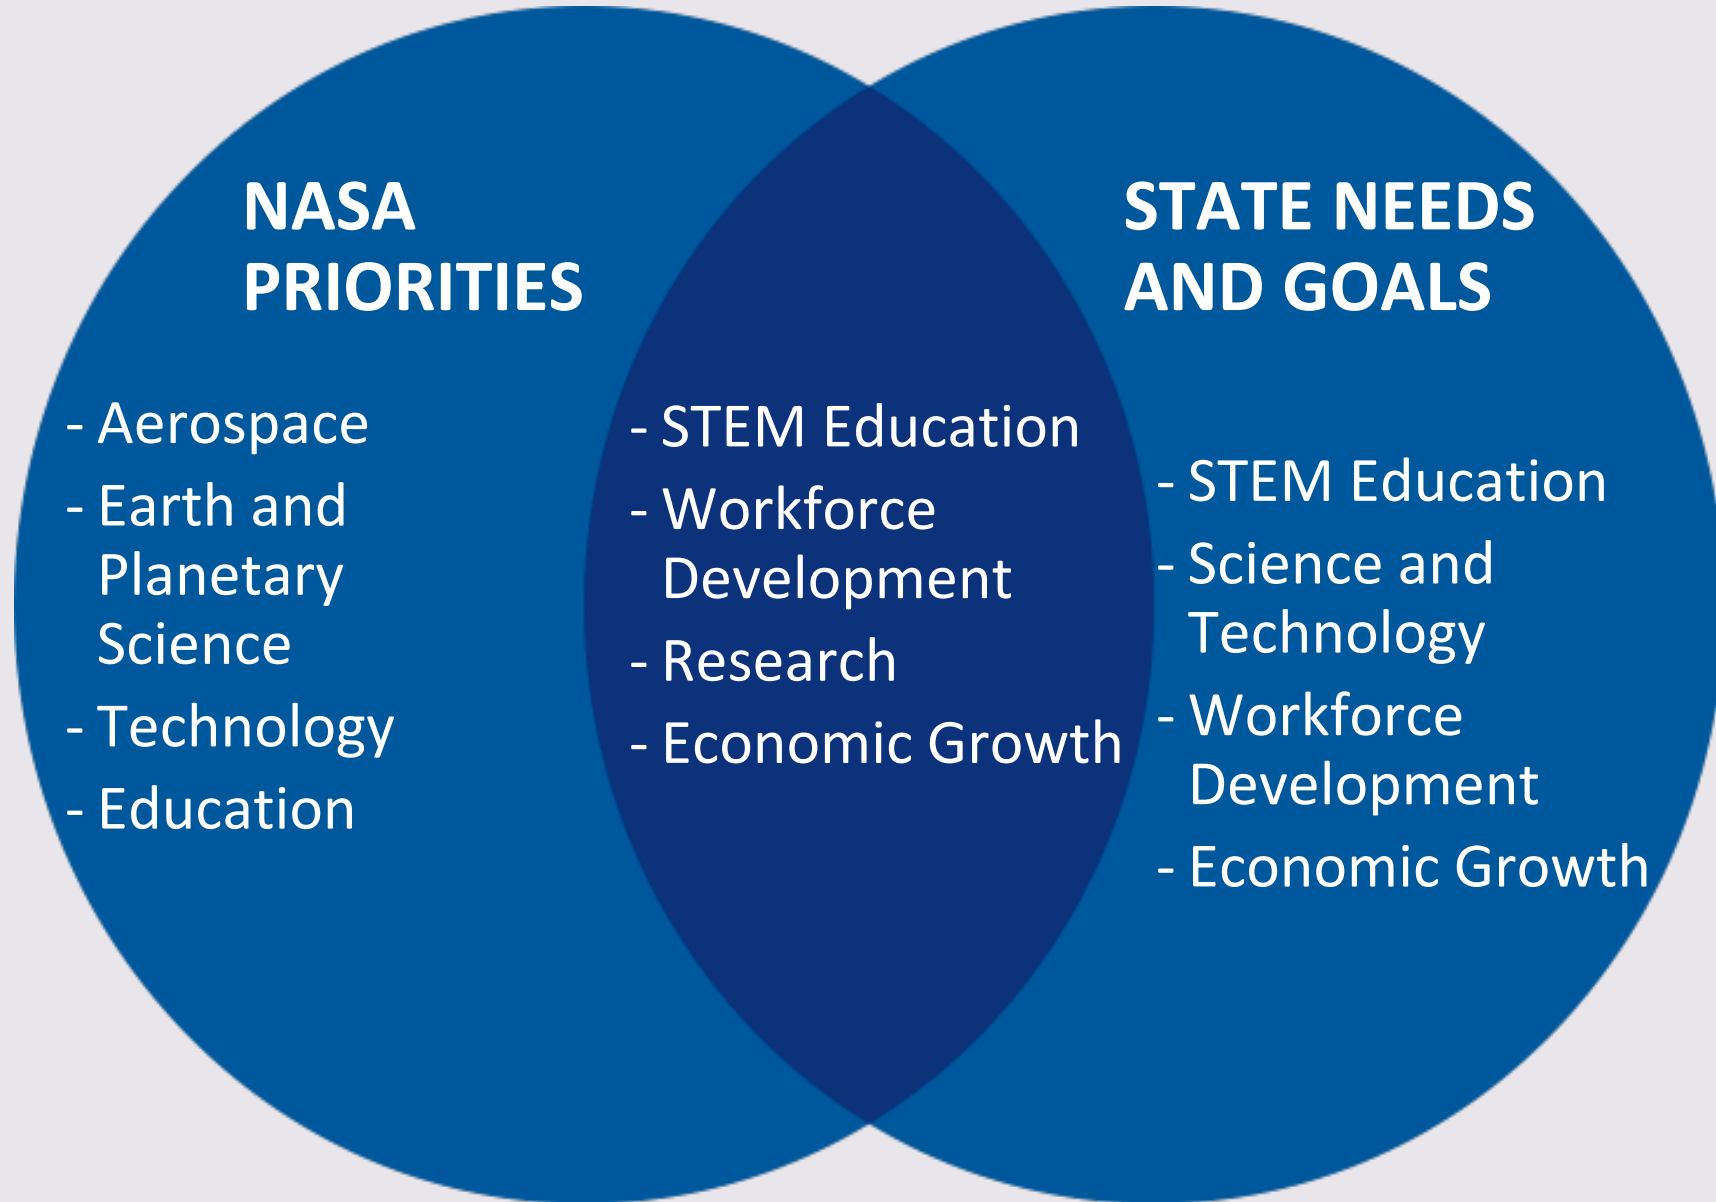 NASA
PRIORITIES
- Aerospace
- Earth and
Planetary
Science
- Technology
- Education
- STEM Education
- Workforce
Development
- Research
- Economic Growth
STATE NEEDS
AND GOALS
- STEM Education
- Science and
Technology
- Workforce
Development
- Economic Growth